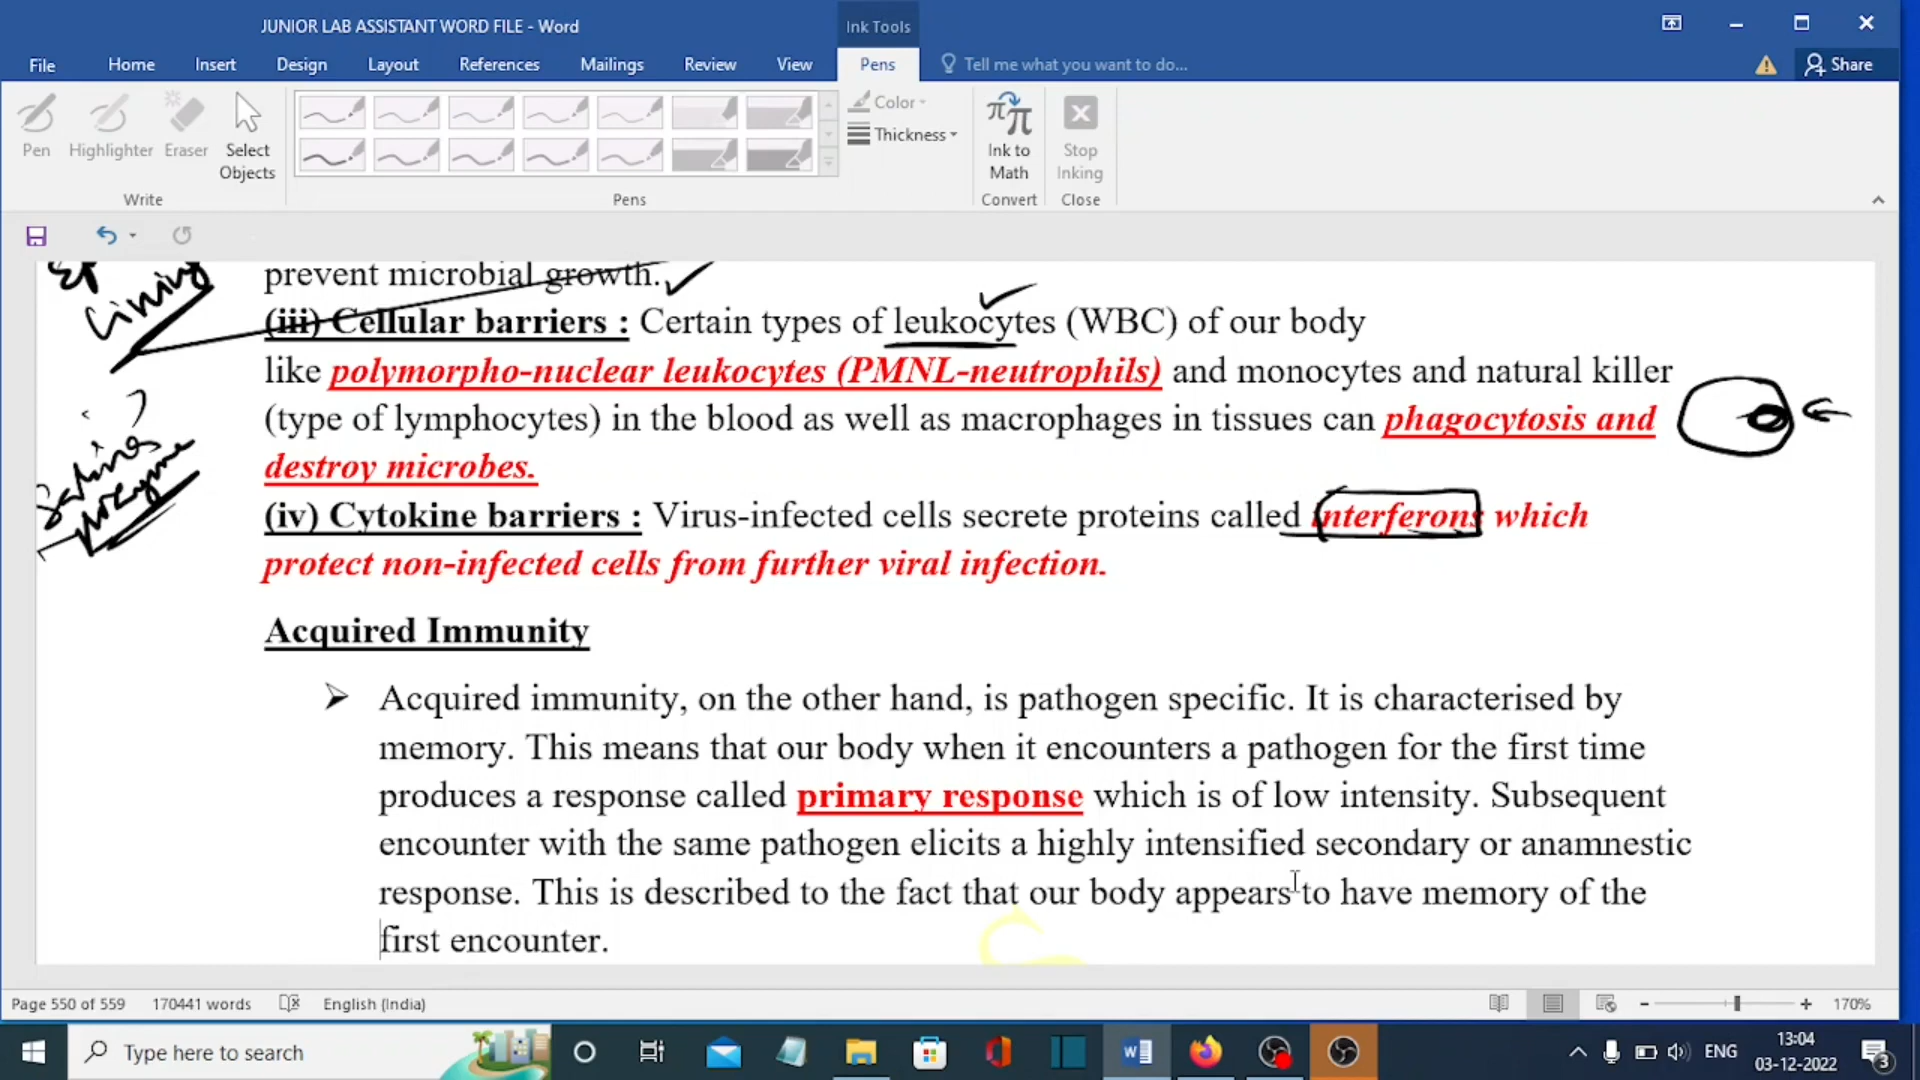 JUNIOR LAB ASSISTANT WORD FILE - Word
Ink Tools
File Home Insert Design Layout References Mailings Review View Pens Tell me what you want to do... Share
Pen Highlighter Eraser Select Objects
Color
Thickness
Ink to Math
Stop Inking
Write Pens Convert Close
prevent microbial growth.
Lining
(iii) Cellular barriers : Certain types of leukocytes (WBC) of our body
like polymorpho-nuclear leukocytes (PMNL-neutrophils) and monocytes and natural killer
(type of lymphocytes) in the blood as well as macrophages in tissues can phagocytosis and
destroy microbes.
(iv) Cytokine barriers : Virus-infected cells secrete proteins called interferons which
protect non-infected cells from further viral infection.
Acquired Immunity
Acquired immunity, on the other hand, is pathogen specific. It is characterised by
memory. This means that our body when it encounters a pathogen for the first time
produces a response called primary response which is of low intensity. Subsequent
encounter with the same pathogen elicits a highly intensified secondary or anamnestic
response. This is described to the fact that our body appears to have memory of the
first encounter.
Page 550 of 559 170441 words English (India) 170%
Type here to search
ENG
13:04
03-12-2022
3